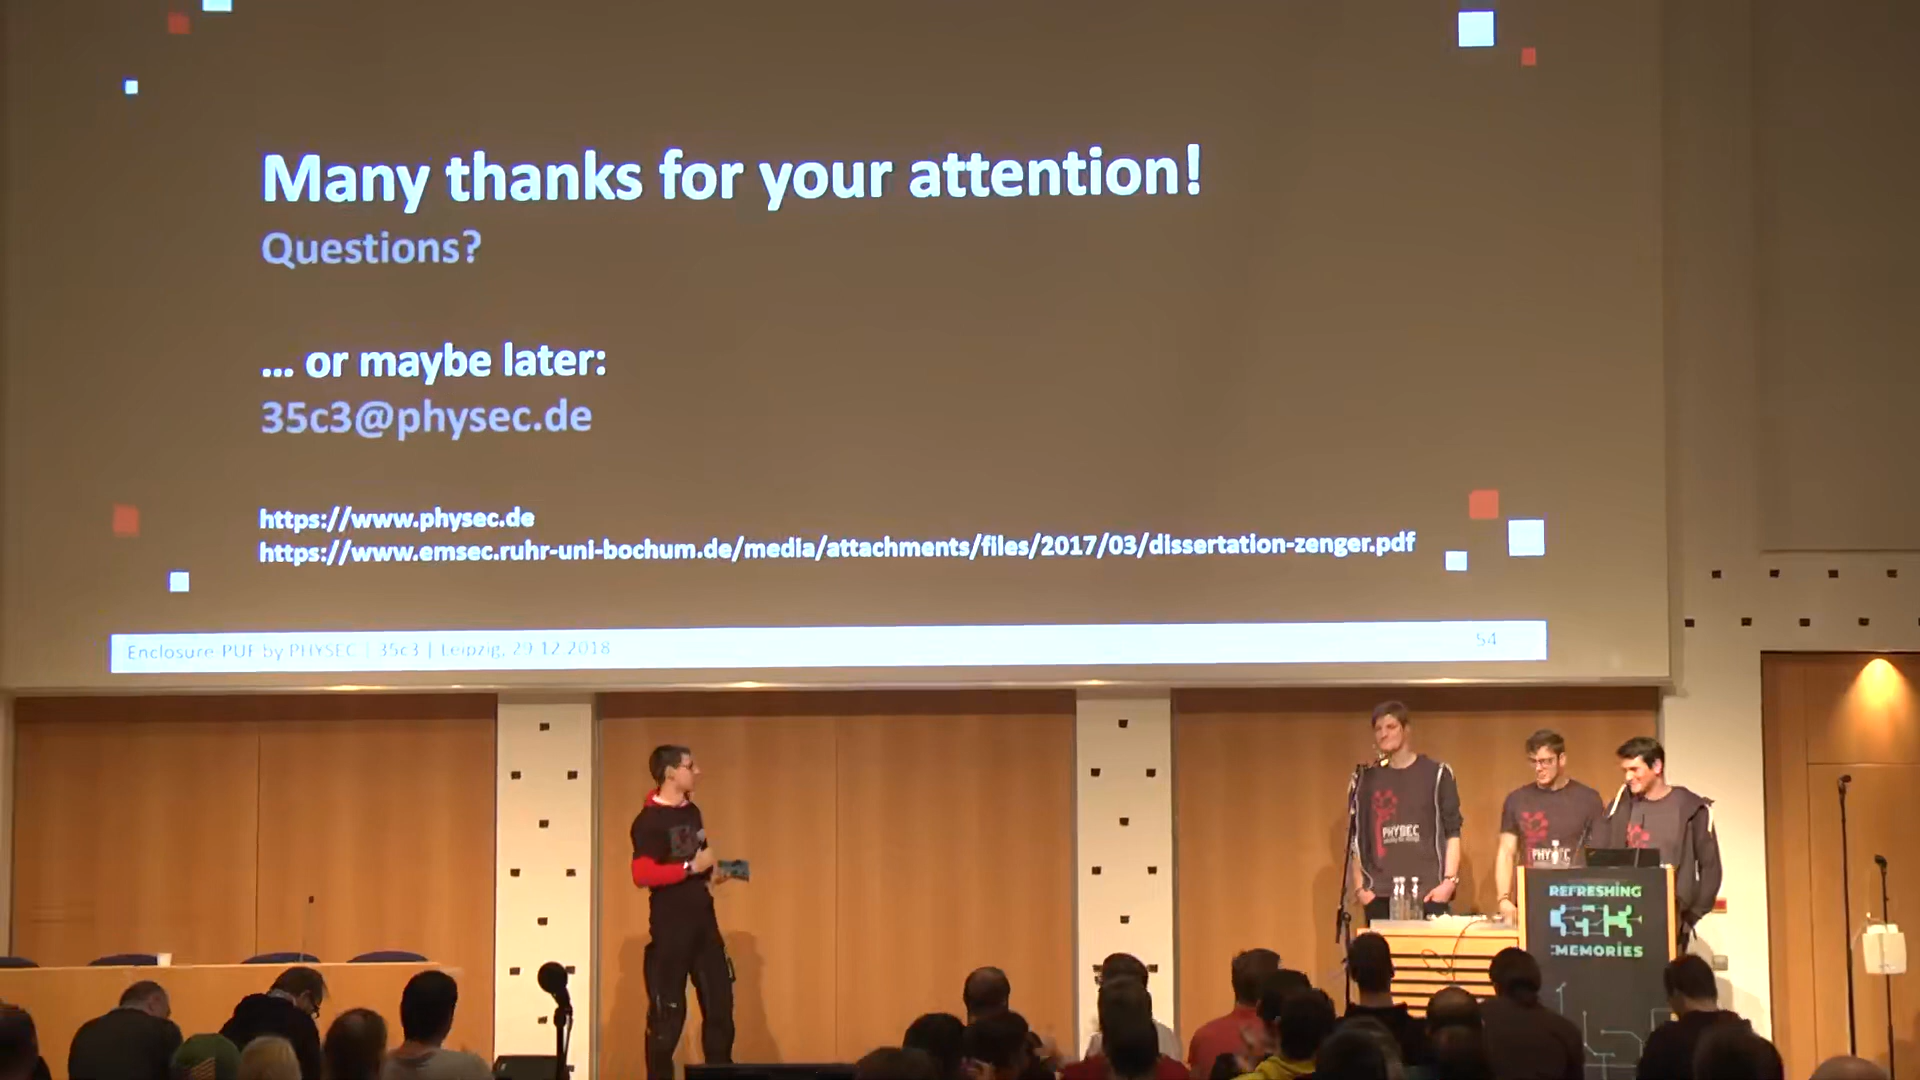 Many thanks for your attention!
Questions?
... or maybe later:
35c3@physec.de
https://www.physec.de
https://www.emsec.ruhr-uni-bochum.de/media/attachments/files/2017/03/dissertation-zenger.pdf
Enclosure-PUF by PHYSEC | 35c3 | Leipzig, 29.12.2018
54
PHYSEC
REFRESHING
MEMORIES